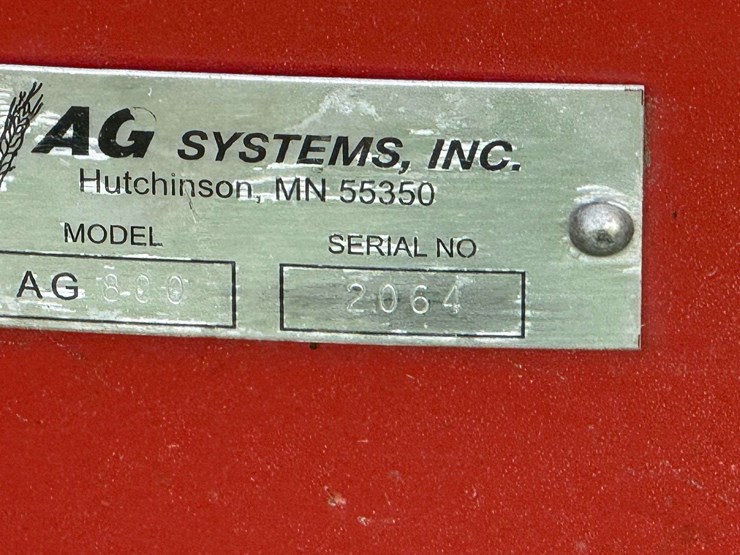 AG SYSTEMS, INC.
Hutchinson, MN 55350
MODEL
SERIAL NO
AG 800
2064